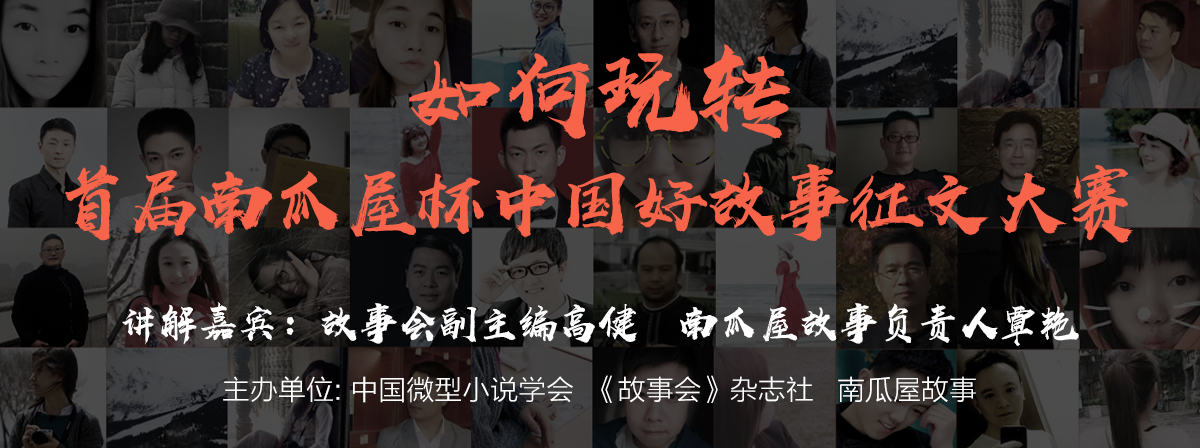 如何玩转
首届南瓜屋杯中国好故事征文大赛
讲解嘉宾：故事会副主编高健 南瓜屋故事负责人覃艳
主办单位: 中国微型小说学会 《故事会》杂志社 南瓜屋故事